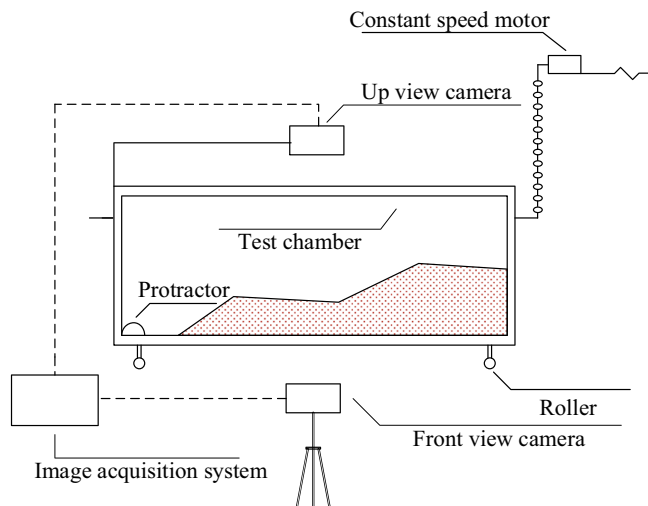 Constant speed motor
Up view camera
Test chamber
Protractor
Roller
Front view camera
Image acquisition system